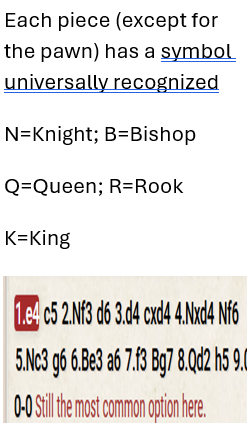 Each piece (except for
the pawn) has a symbol
universally recognized
N=Knight; B=Bishop
Q=Queen; R=Rook
K=King
1.e4 c5 2.Nf3 d6 3.d4 cxd4 4.Nxd4 Nf6
5.Nc3 g6 6.Be3 a6 7.f3 Bg7 8.Qd2 h5 9.0
0-0 Still the most common option here.